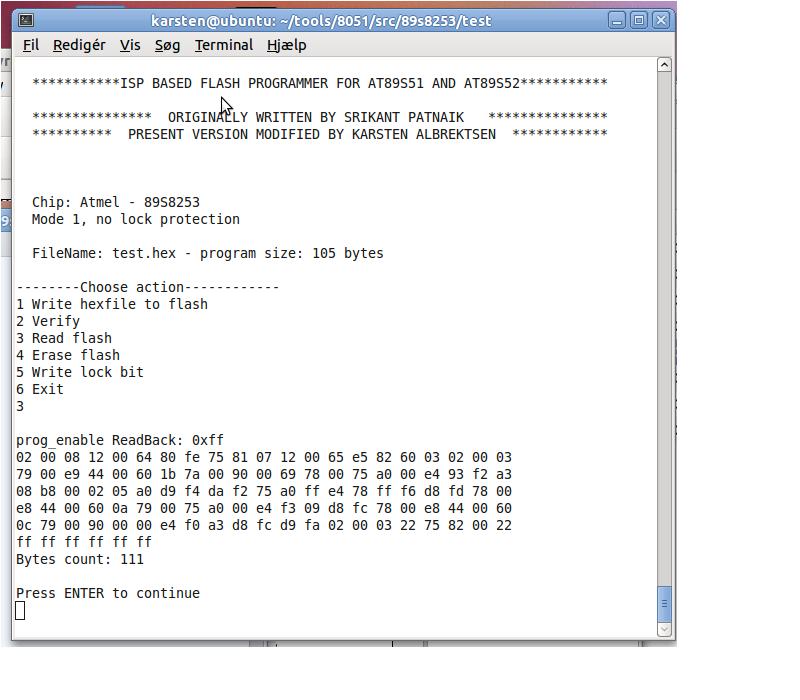 karsten@ubuntu: ~/tools/8051/src/89s8253/test
Fil Redigér Vis Søg Terminal Hjælp
***********ISP BASED FLASH PROGRAMMER FOR AT89S51 AND AT89S52***********
*************** ORIGINALLY WRITTEN BY SRIKANT PATNAIK ***************
********** PRESENT VERSION MODIFIED BY KARSTEN ALBREKTSEN ************
Chip: Atmel - 89S8253
Mode 1, no lock protection
FileName: test.hex - program size: 105 bytes
--------Choose action------------
1 Write hexfile to flash
2 Verify
3 Read flash
4 Erase flash
5 Write lock bit
6 Exit
3
prog_enable ReadBack: 0xff
02 00 08 12 00 64 80 fe 75 81 07 12 00 65 e5 82 60 03 02 00 03
79 00 e9 44 00 60 1b 7a 00 90 00 69 78 00 75 a0 00 e4 93 f2 a3
08 b8 00 02 05 a0 d9 f4 da f2 75 a0 ff e4 78 ff f6 d8 fd 78 00
e8 44 00 60 0a 79 00 75 a0 00 e4 f3 09 d8 fc 78 00 e8 44 00 60
0c 79 00 90 00 00 e4 f0 a3 d8 fc d9 fa 02 00 03 22 75 82 00 22
ff ff ff ff ff ff
Bytes count: 111
Press ENTER to continue